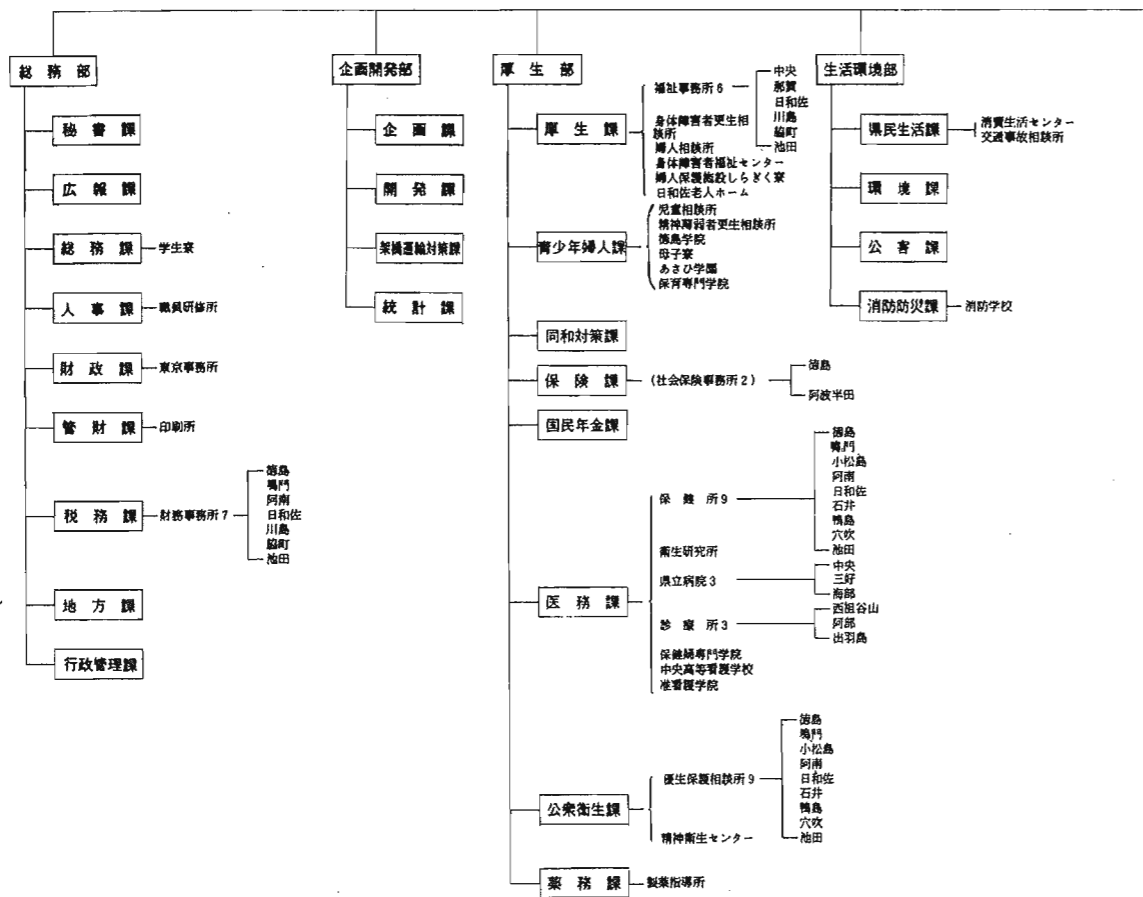 総務部
秘書課
広報課
総務課
学生寮
人事課
職員研修所
財政課
東京事務所
管財課
印刷所
税務課
財務事務所7
徳島
鳴門
阿南
日和佐
川島
脇町
池田
地方課
行政管理課
企画開発部
企画課
開発課
架橋運輸対策課
統計課
厚生部
厚生課
福祉事務所6
中央
那賀
日和佐
川島
脇町
池田
身体障害者更生相
談所
婦人相談所
身体障害者福祉センター
婦人保護施設しらぎく寮
日和佐老人ホーム
青少年婦人課
児童相談所
精神薄弱者更生相談所
徳島学院
母子寮
あさひ学園
保育専門学院
同和対策課
保険課
(社会保険事務所2)
徳島
阿波半田
国民年金課
医務課
保健所9
徳島
鳴門
小松島
阿南
日和佐
石井
鴨島
穴吹
池田
衛生研究所
県立病院3
中央
三好
海部
診療所3
西祖谷山
阿部
出羽島
保健婦専門学院
中央高等看護学校
准看護学院
公衆衛生課
優生保護相談所9
徳島
鳴門
小松島
阿南
日和佐
石井
鴨島
穴吹
池田
精神衛生センター
薬務課
製薬指導所
生活環境部
県民生活課
消費生活センター
交通事故相談所
環境課
公害課
消防防災課
消防学校